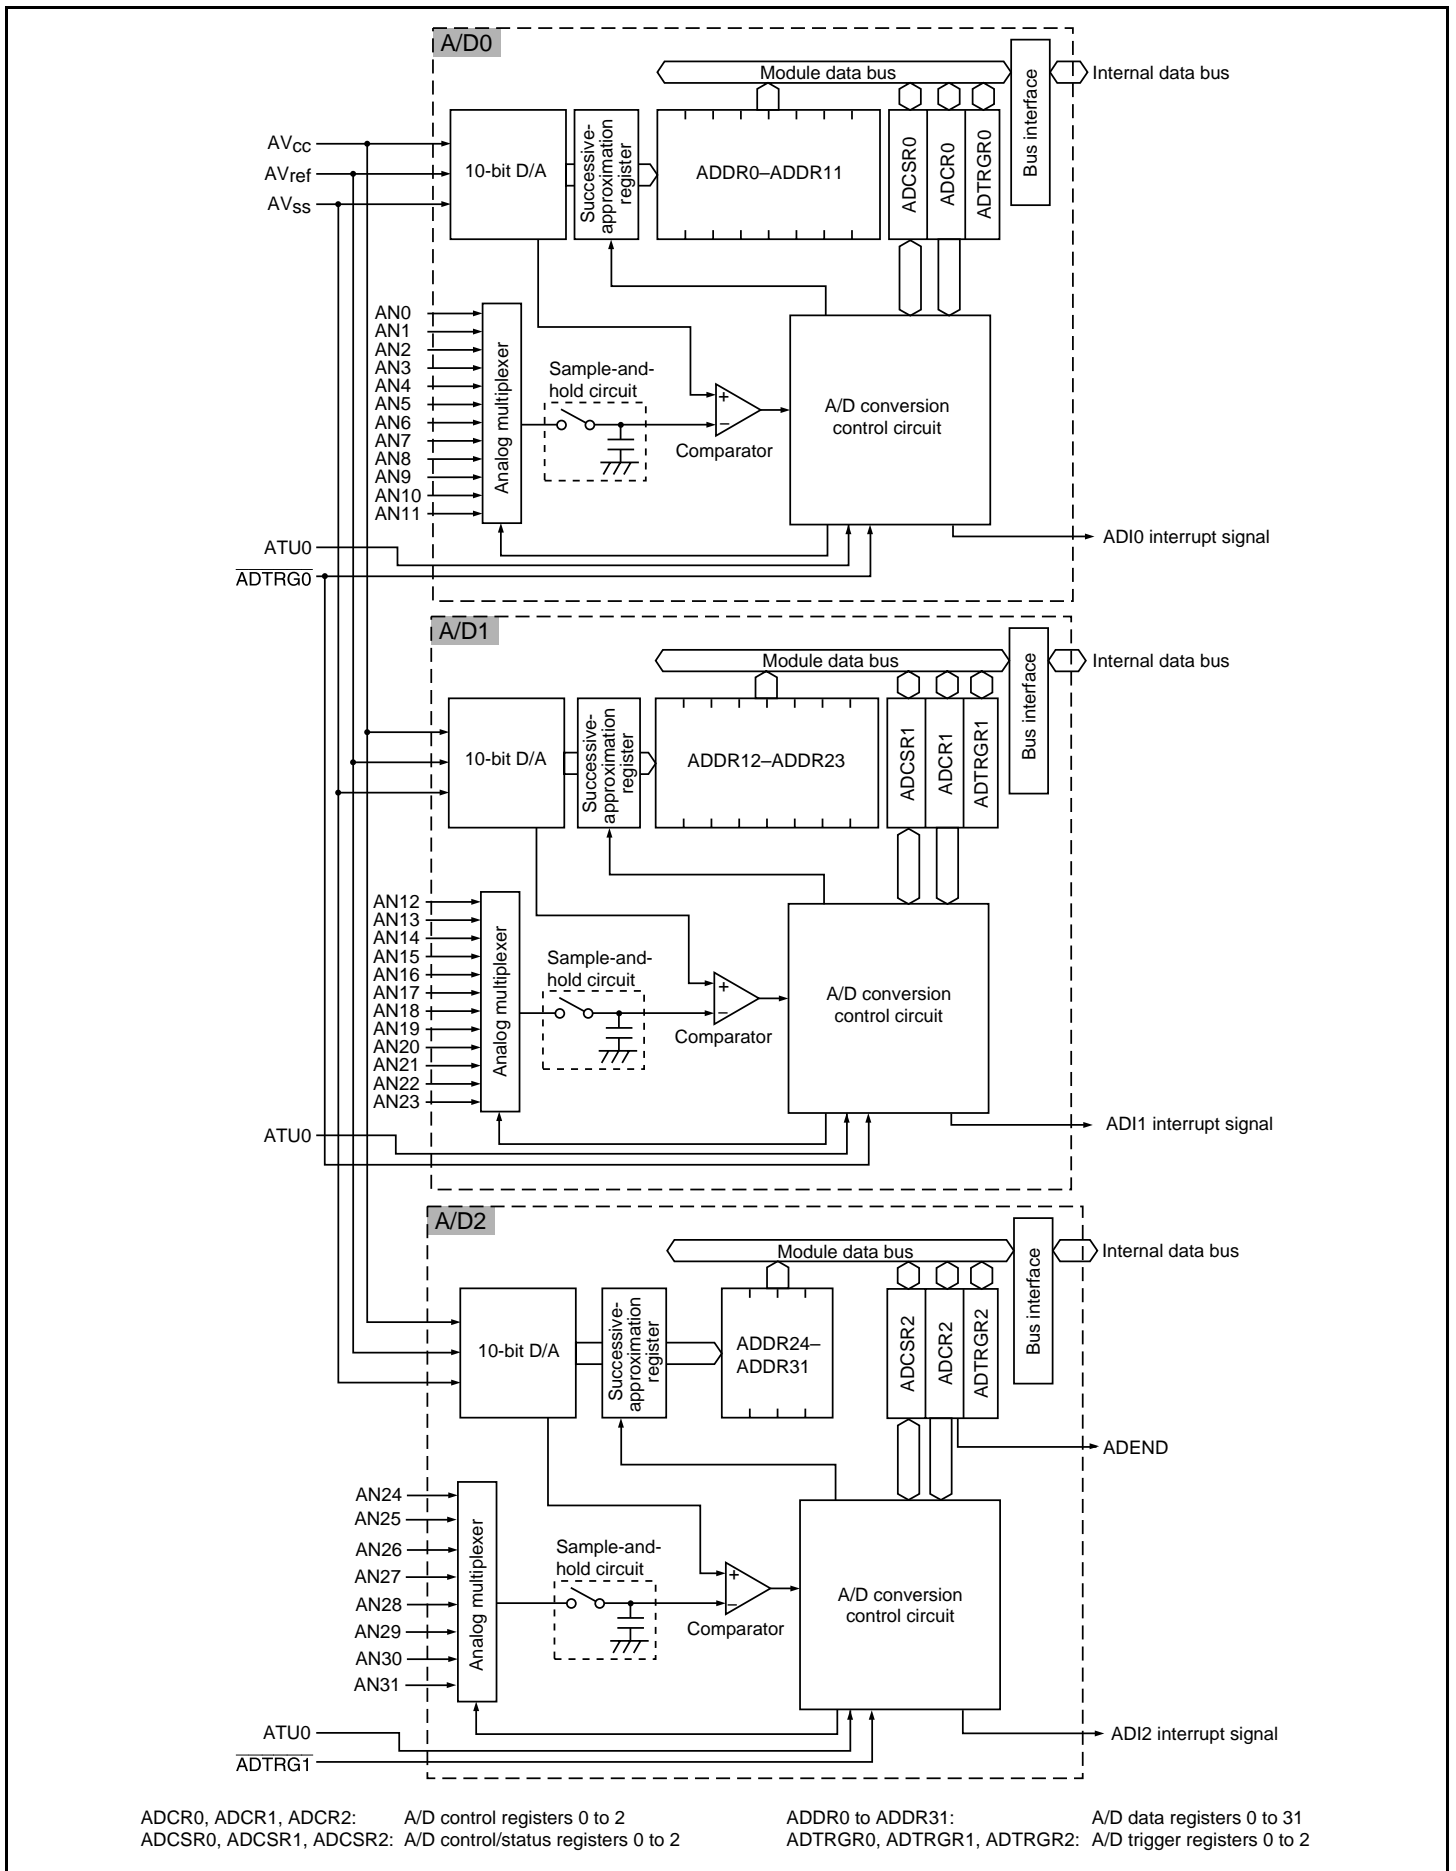 A/D0
Module data bus
Bus interface
Internal data bus
AVcc
AVref
AVss
10-bit D/A
Successive-
approximation
register
ADDR0–ADDR11
ADCSR0
ADCR0
ADTRGR0
AN0
AN1
AN2
AN3
AN4
AN5
AN6
AN7
AN8
AN9
AN10
AN11
Analog multiplexer
Sample-and-
hold circuit
+
–
Comparator
A/D conversion
control circuit
ATU0
ADTRG0
ADI0 interrupt signal
A/D1
Module data bus
Bus interface
Internal data bus
10-bit D/A
Successive-
approximation
register
ADDR12–ADDR23
ADCSR1
ADCR1
ADTRGR1
AN12
AN13
AN14
AN15
AN16
AN17
AN18
AN19
AN20
AN21
AN22
AN23
Analog multiplexer
Sample-and-
hold circuit
+
–
Comparator
A/D conversion
control circuit
ATU0
ADI1 interrupt signal
A/D2
Module data bus
Bus interface
Internal data bus
10-bit D/A
Successive-
approximation
register
ADDR24–
ADDR31
ADCSR2
ADCR2
ADTRGR2
ADEND
AN24
AN25
AN26
AN27
AN28
AN29
AN30
AN31
Analog multiplexer
Sample-and-
hold circuit
+
–
Comparator
A/D conversion
control circuit
ATU0
ADTRG1
ADI2 interrupt signal
ADCR0, ADCR1, ADCR2: A/D control registers 0 to 2
ADCSR0, ADCSR1, ADCSR2: A/D control/status registers 0 to 2
ADDR0 to ADDR31: A/D data registers 0 to 31
ADTRGR0, ADTRGR1, ADTRGR2: A/D trigger registers 0 to 2